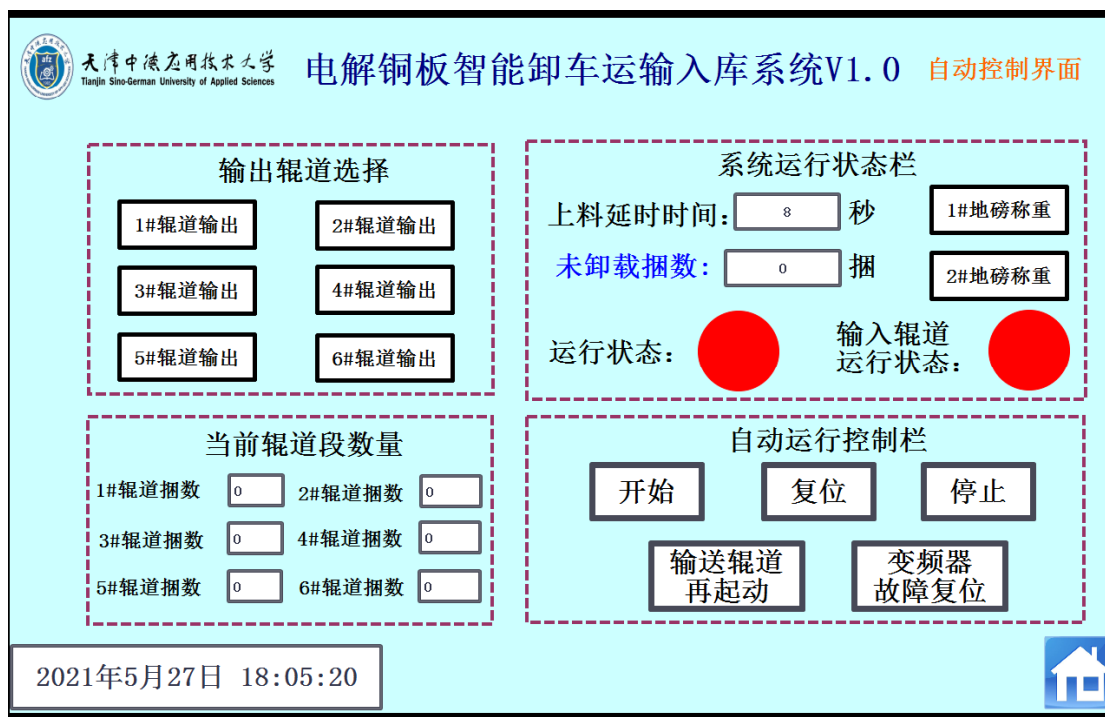 天津中德应用技术大学
Tianjin Sino-German University of Applied Sciences
电解铜板智能卸车运输入库系统V1.0
自动控制界面
输出辊道选择
1#辊道输出
2#辊道输出
3#辊道输出
4#辊道输出
5#辊道输出
6#辊道输出
系统运行状态栏
上料延时时间: 8 秒
1#地磅称重
未卸载捆数: 0 捆
2#地磅称重
运行状态:
输入辊道
运行状态:
当前辊道段数量
1#辊道捆数 0
2#辊道捆数 0
3#辊道捆数 0
4#辊道捆数 0
5#辊道捆数 0
6#辊道捆数 0
自动运行控制栏
开始
复位
停止
输送辊道
再起动
变频器
故障复位
2021年5月27日 18:05:20